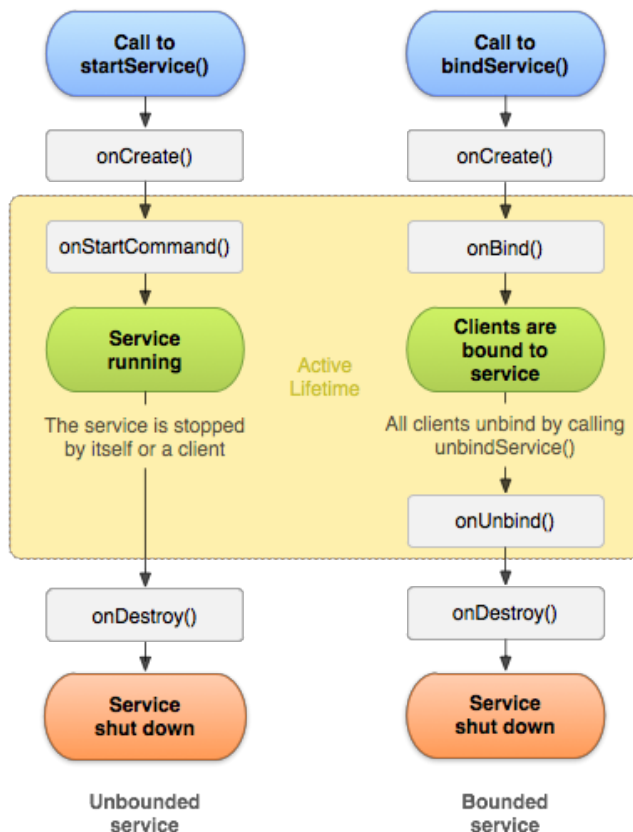 Call to
startService()
onCreate()
onStartCommand()
Service
running
The service is stopped
by itself or a client
onDestroy()
Service
shut down
Unbounded
service
Call to
bindService()
onCreate()
onBind()
Clients are
bound to
service
All clients unbind by calling
unbindService()
onUnbind()
onDestroy()
Service
shut down
Bounded
service
Active
Lifetime